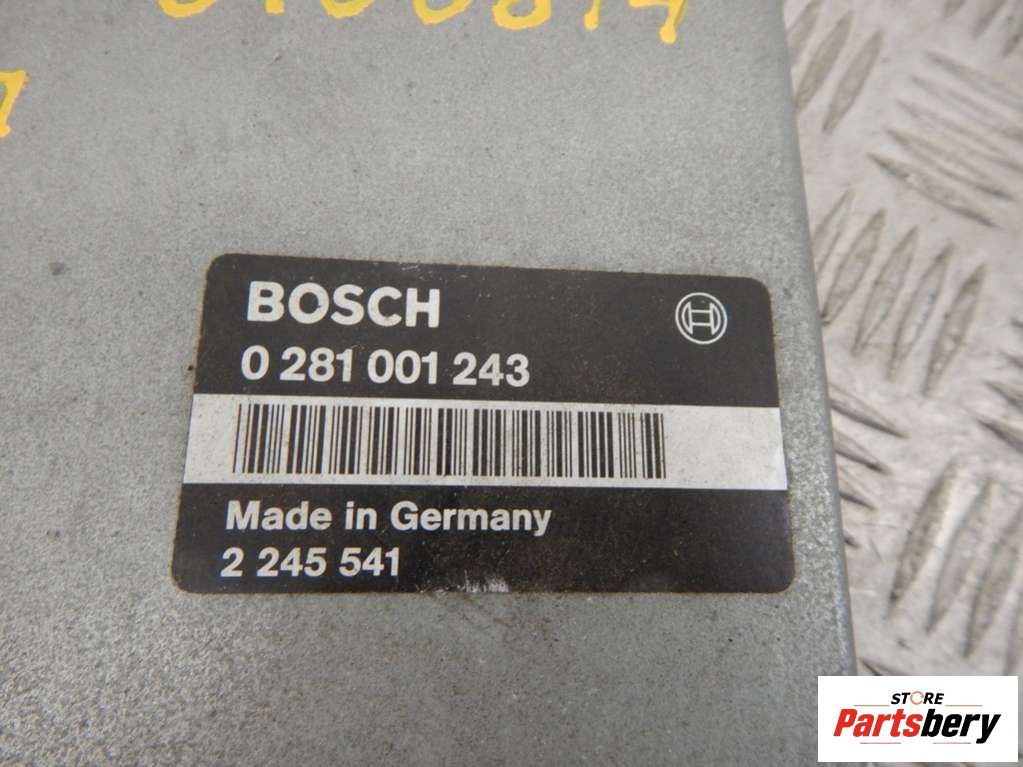 BOSCH
0 281 001 243
Made in Germany
2 245 541
STORE
Partsbery